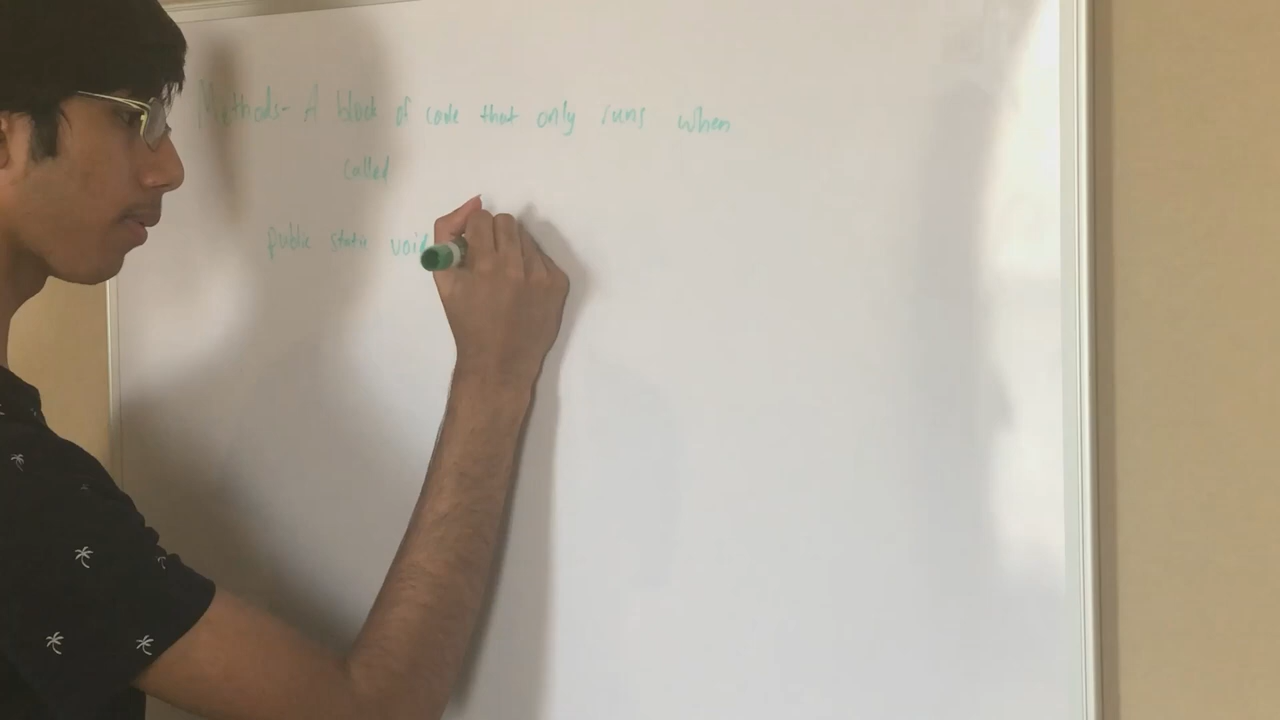 Methods- A block of code that only runs when
called
public static void